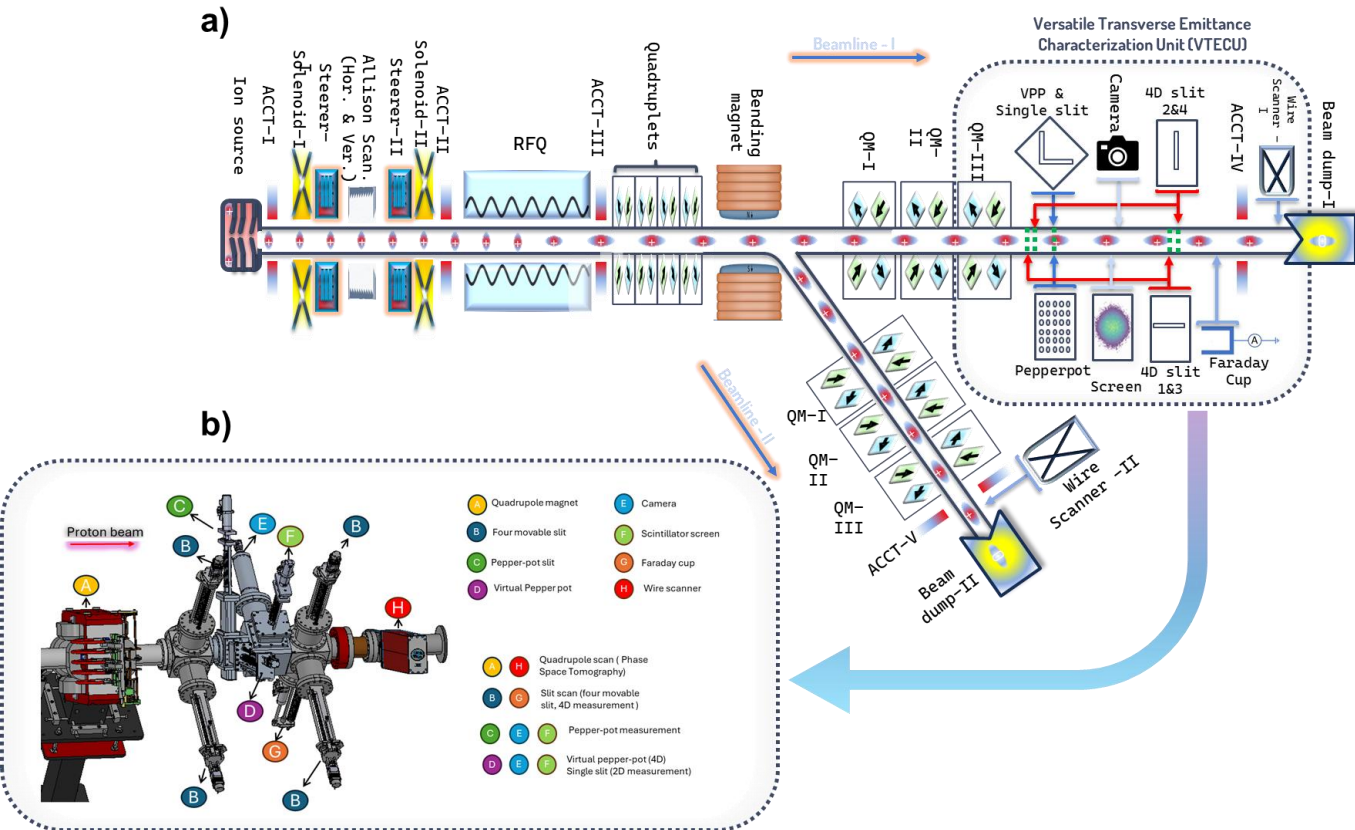 a)
Versatile Transverse Emittance
Characterization Unit (VTECU)
Beamline - I
Ion source
ACCT-I
Solenoid-I
Steerer-
Allison Scan.
(Hor. & Ver.)
Steerer-II
Solenoid-II
ACCT-II
RFQ
ACCT-III
Quadruplets
Bending
magnet
QM-I
QM-
II
QM-III
VPP &
Single slit
Camera
4D slit
2&4
ACCT-IV
Wire
Scanner -
I
Beam dump-I
Pepperpot
Screen
4D slit
1&3
A
Faraday
Cup
Beamline - II
QM-I
QM-
II
QM-
III
ACCT-V
Wire
Scanner -II
Beam
dump-II
b)
Proton beam
A
B
C
D
E
F
G
H
B
B
B
A Quadrupole magnet
B Four movable slit
C Pepper-pot slit
D Virtual Pepper pot
E Camera
F Scintillator screen
G Faraday cup
H Wire scanner
A H Quadrupole scan ( Phase
Space Tomography)
B G Slit scan (four movable
slit, 4D measurement )
C E F Pepper-pot measurement
D E F Virtual pepper-pot (4D)
Single slit (2D measurement)